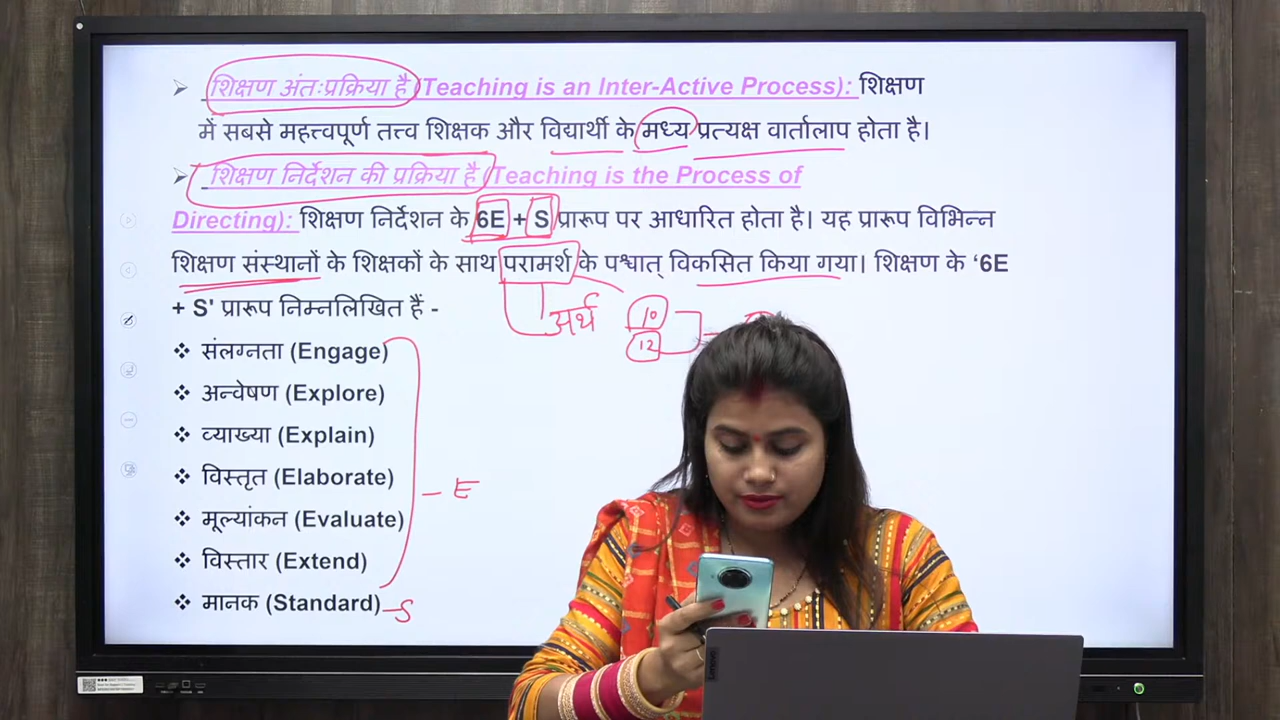 ➢ शिक्षण अंतःप्रक्रिया है (Teaching is an Inter-Active Process): शिक्षण
में सबसे महत्त्वपूर्ण तत्त्व शिक्षक और विद्यार्थी के मध्य प्रत्यक्ष वार्तालाप होता है।
➢ शिक्षण निर्देशन की प्रक्रिया है (Teaching is the Process of
Directing): शिक्षण निर्देशन के 6E + S प्रारूप पर आधारित होता है। यह प्रारूप विभिन्न
शिक्षण संस्थानों के शिक्षकों के साथ परामर्श के पश्चात् विकसित किया गया। शिक्षण के ‘6E
+ S' प्रारूप निम्नलिखित हैं -
अर्थ 10
12
❖ संलग्नता (Engage)
❖ अन्वेषण (Explore)
❖ व्याख्या (Explain)
❖ विस्तृत (Elaborate)
- E
❖ मूल्यांकन (Evaluate)
❖ विस्तार (Extend)
❖ मानक (Standard) - S
Lenovo